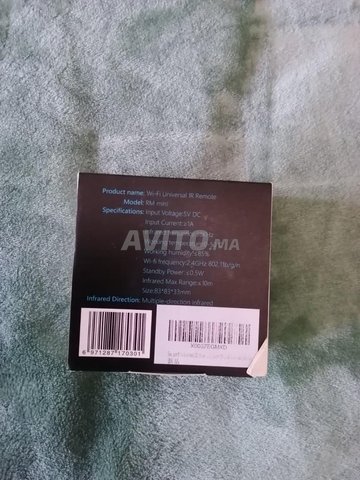 Product name: Wi-Fi Universal IR Remote
Model: RM mini
Specifications: Input Voltage:5V DC
Input Current:≥1A
Working humidity:≤85%
Wi-fi frequency:2.4GHz 802.11b/g/n
Standby Power :≤0.5W
Infrared Max Range:≤10m
Size:83*83*33mm
Infrared Direction: Multiple-direction infrared
AVITO.MA
6 971287 170301